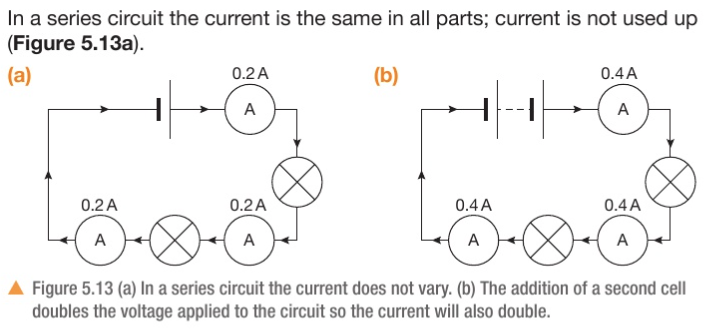 In a series circuit the current is the same in all parts; current is not used up
(Figure 5.13a).
(a)
0.2 A
A
0.2 A
A
0.2 A
A
(b)
0.4 A
A
0.4 A
A
0.4 A
A
▲ Figure 5.13 (a) In a series circuit the current does not vary. (b) The addition of a second cell
doubles the voltage applied to the circuit so the current will also double.